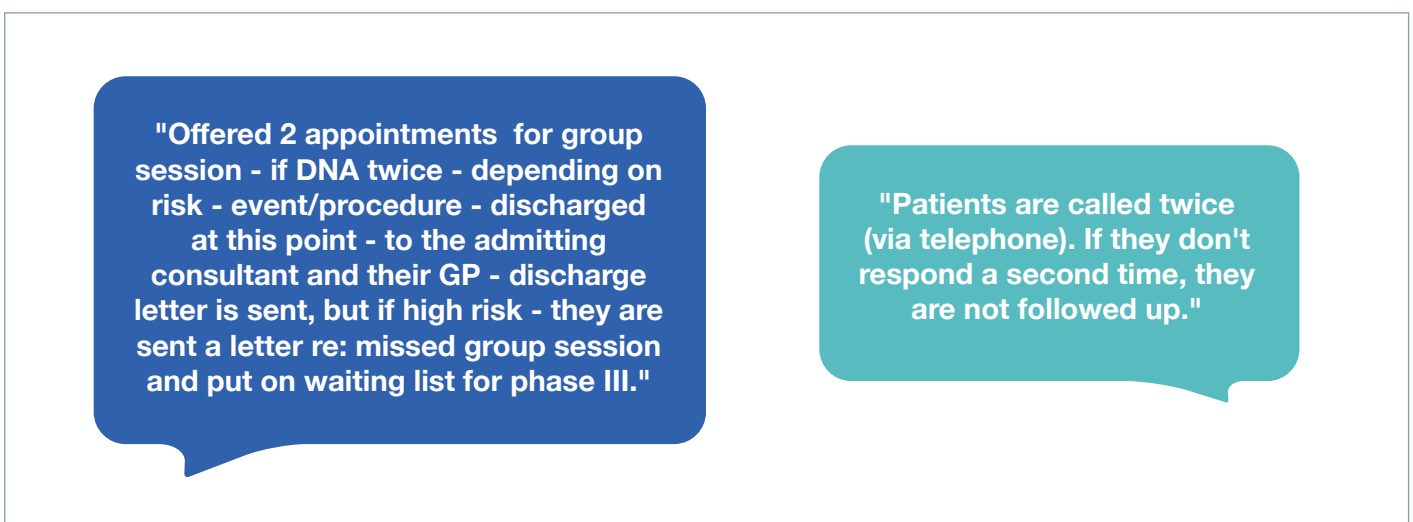 "Offered 2 appointments  for group
session - if DNA twice - depending on
risk - event/procedure - discharged
at this point - to the admitting
consultant and their GP - discharge
letter is sent, but if high risk - they are
sent a letter re: missed group session
and put on waiting list for phase III."
"Patients are called twice
(via telephone). If they don't
respond a second time, they
are not followed up."